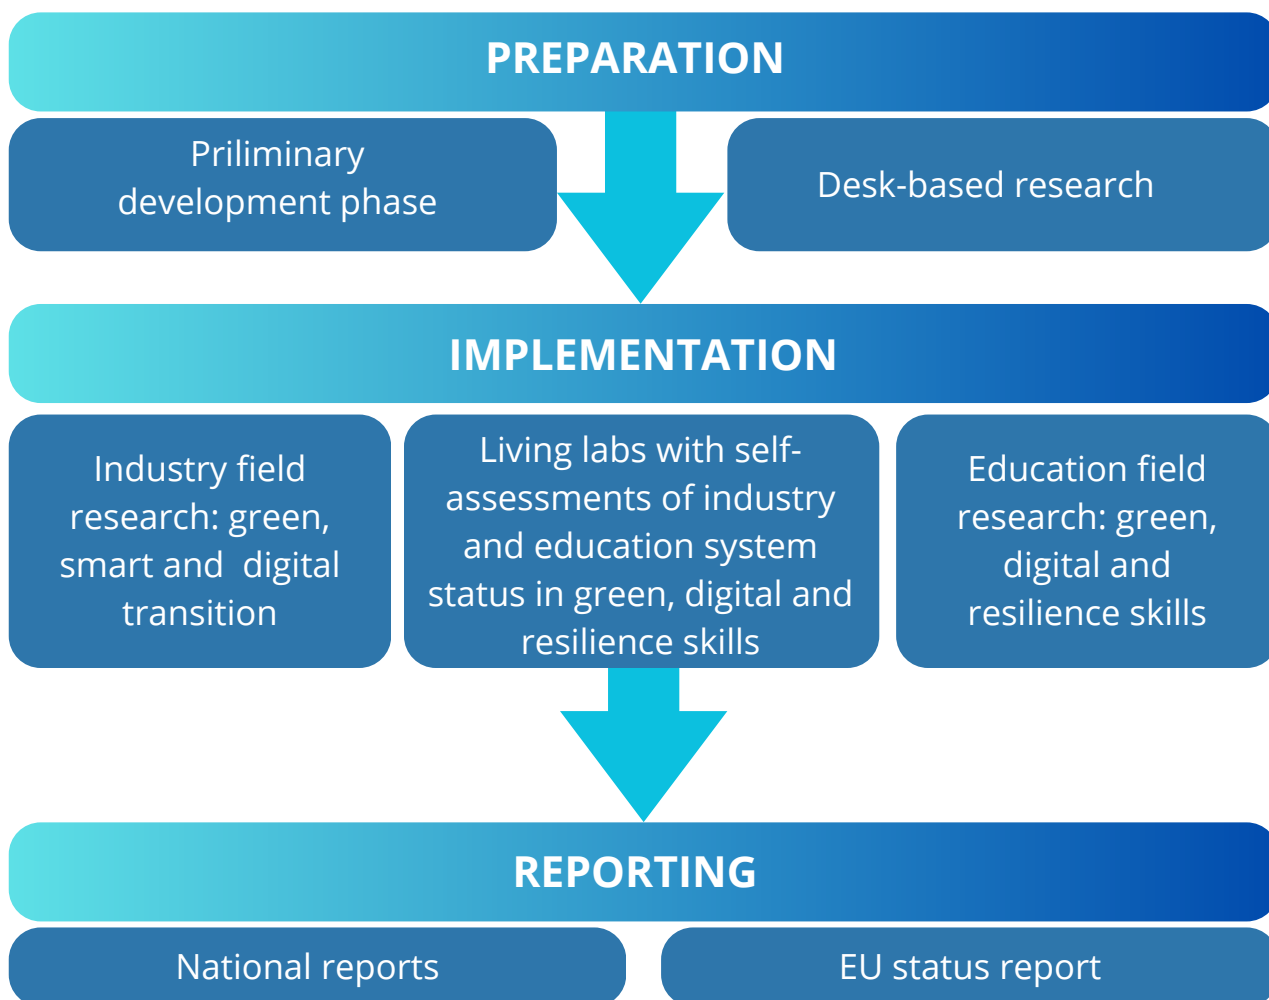 PREPARATION
Priliminary
development phase
Desk-based research
IMPLEMENTATION
Industry field
research: green,
smart and  digital
transition
Living labs with self-
assessments of industry
and education system
status in green, digital and
resilience skills
Education field
research: green,
digital and
resilience skills
REPORTING
National reports
EU status report